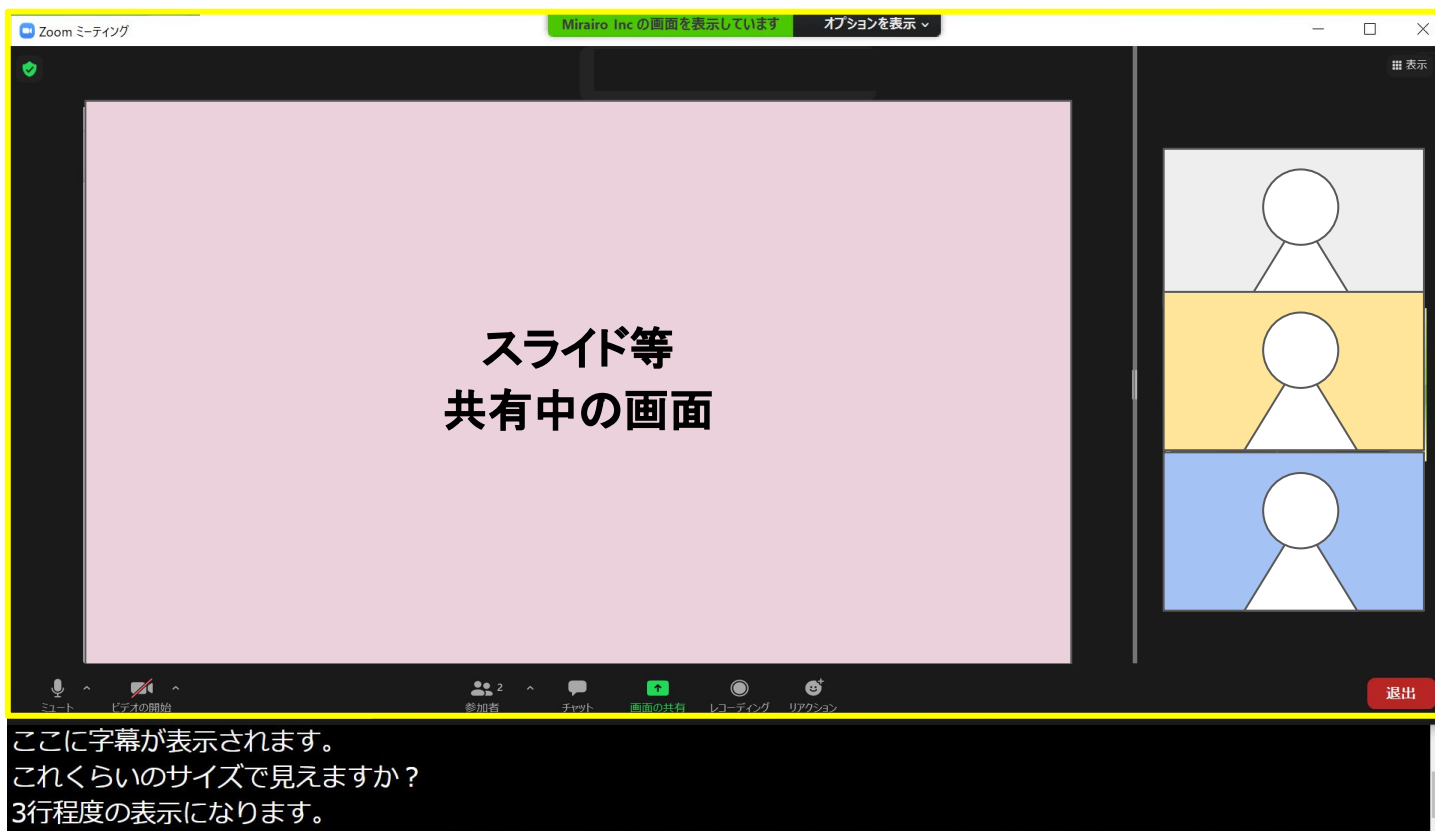 Zoom ミーティング
Mirairo Inc の画面を表示しています
オプションを表示
表示
スライド等
共有中の画面
ミュート
ビデオの開始
2
参加者
チャット
画面の共有
レコーディング
リアクション
退出
ここに字幕が表示されます。
これくらいのサイズで見えますか？
3行程度の表示になります。